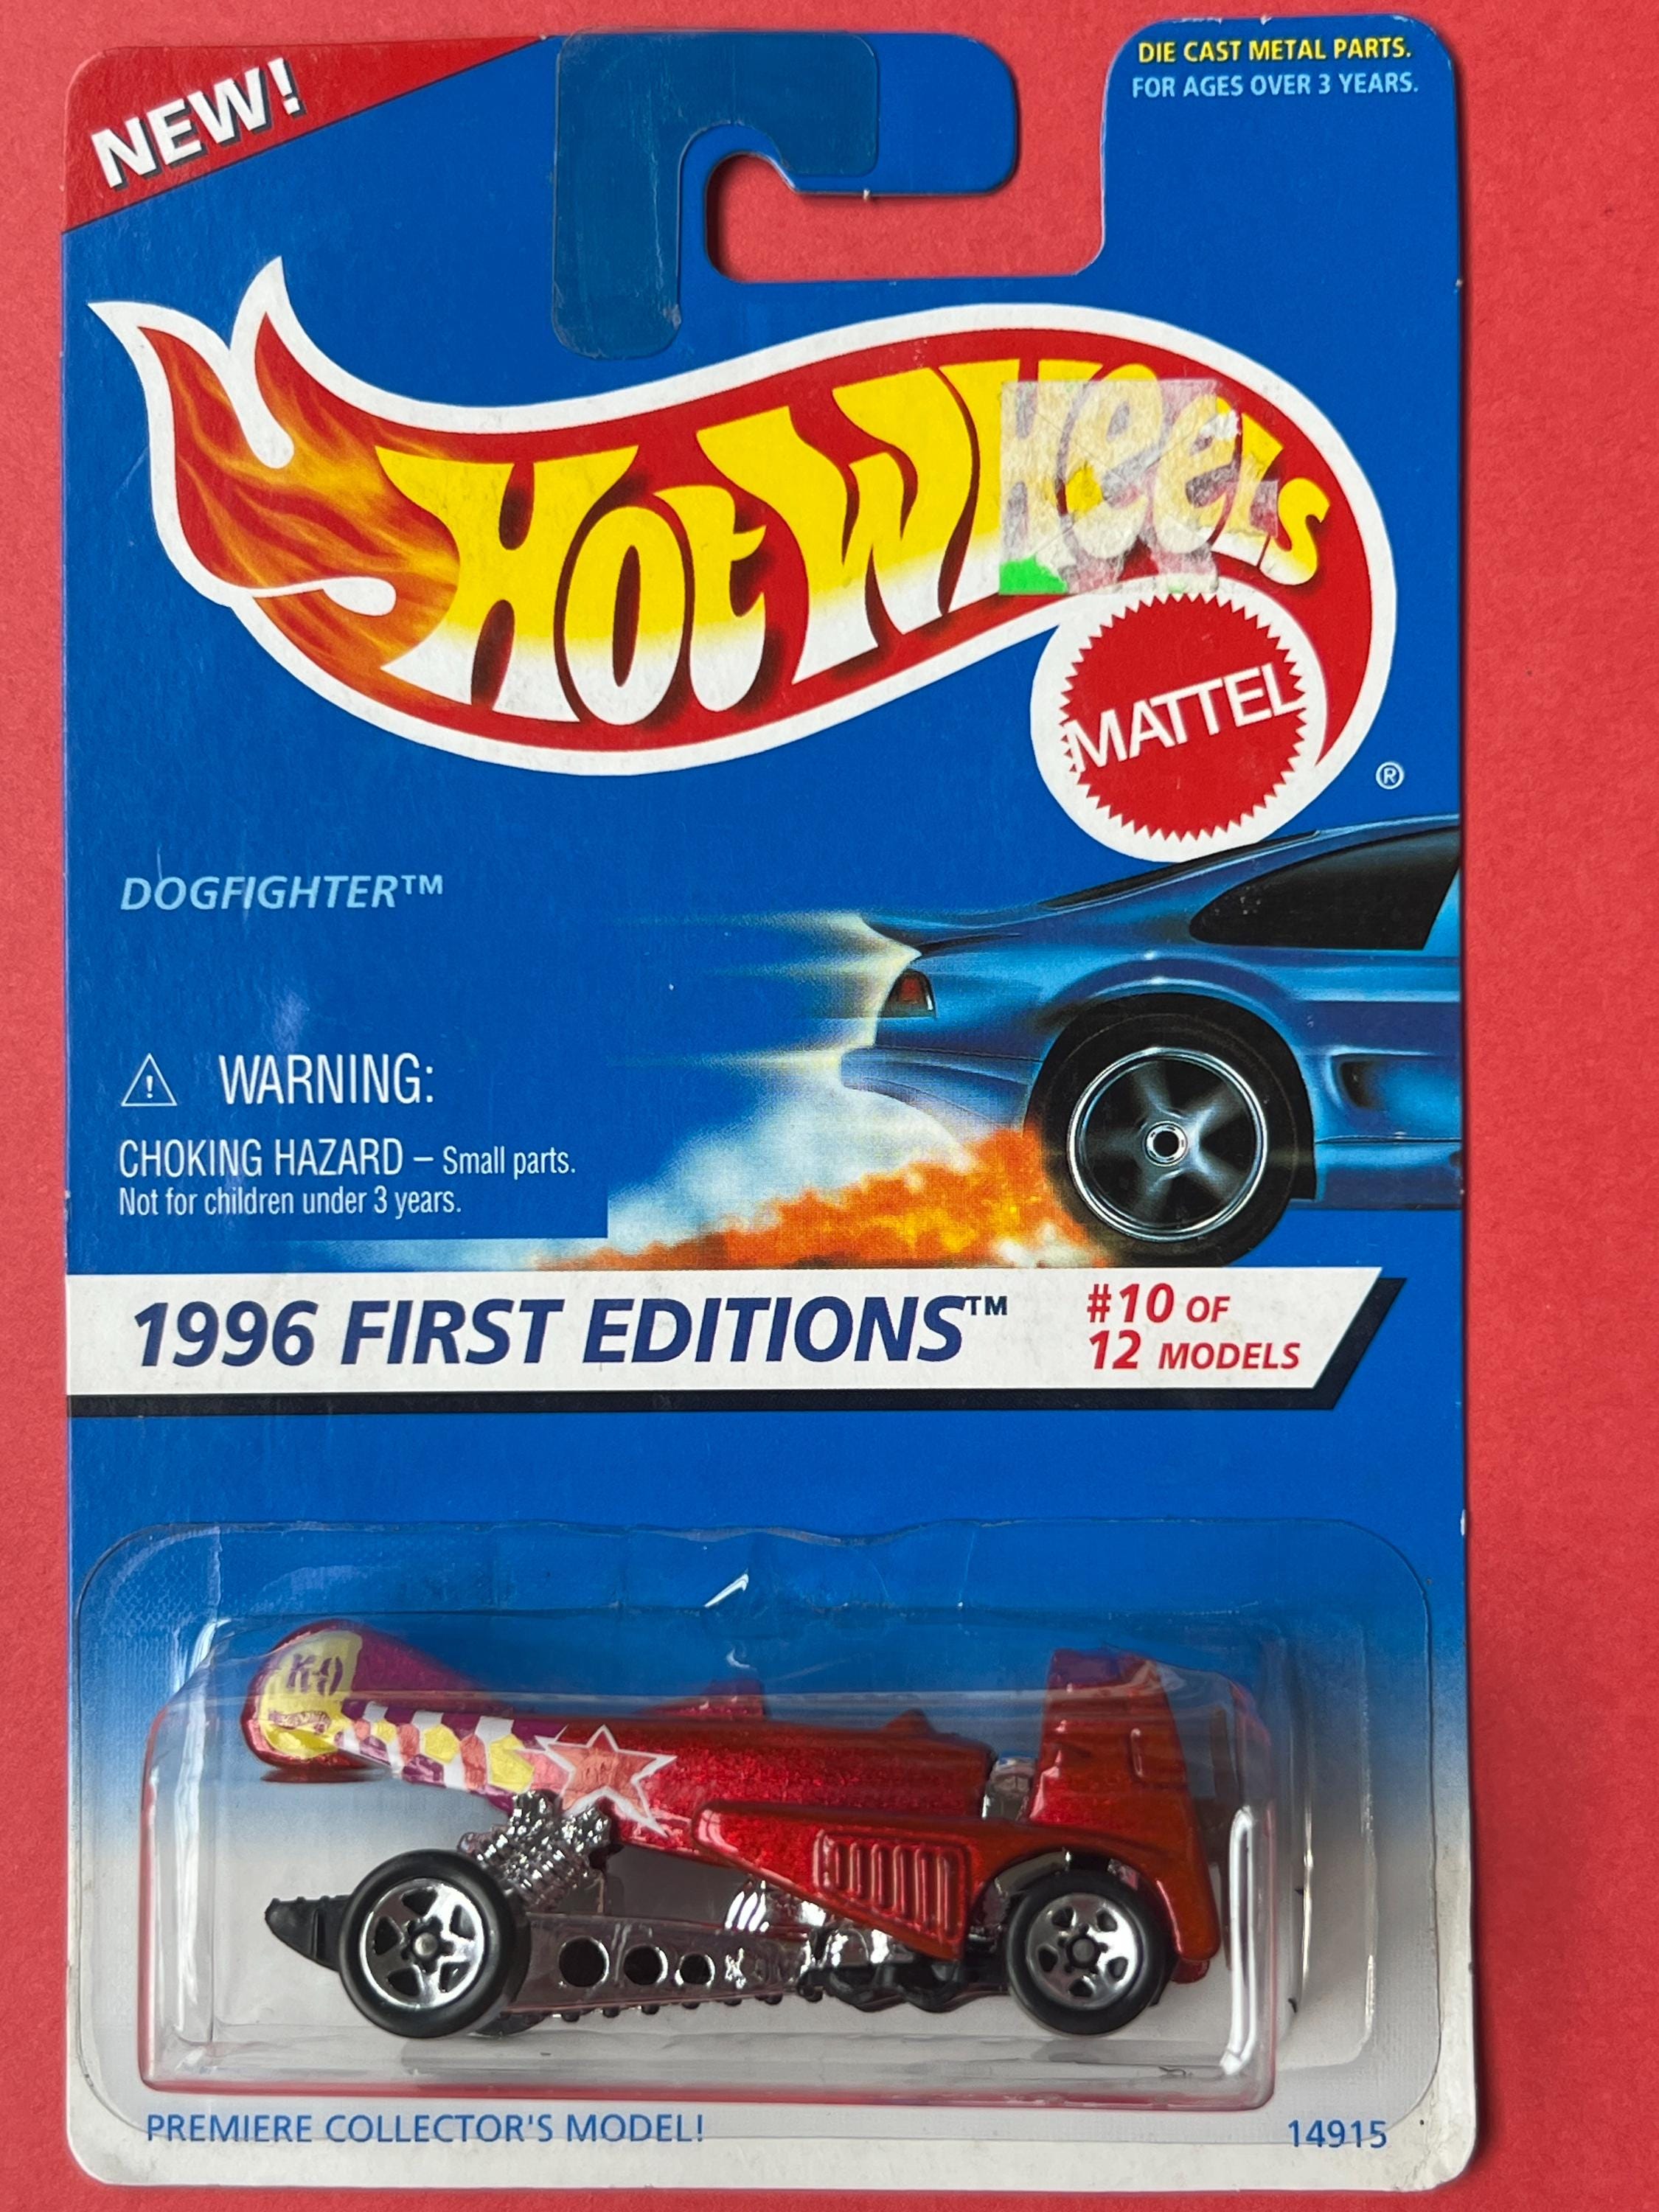 NEW!
DIE CAST METAL PARTS.
FOR AGES OVER 3 YEARS.
HOT WHEELS
MATTEL
®
DOGFIGHTER™
WARNING:
CHOKING HAZARD – Small parts.
Not for children under 3 years.
1996 FIRST EDITIONS™
#10 OF
12 MODELS
K-9
PREMIERE COLLECTOR'S MODEL!
14915